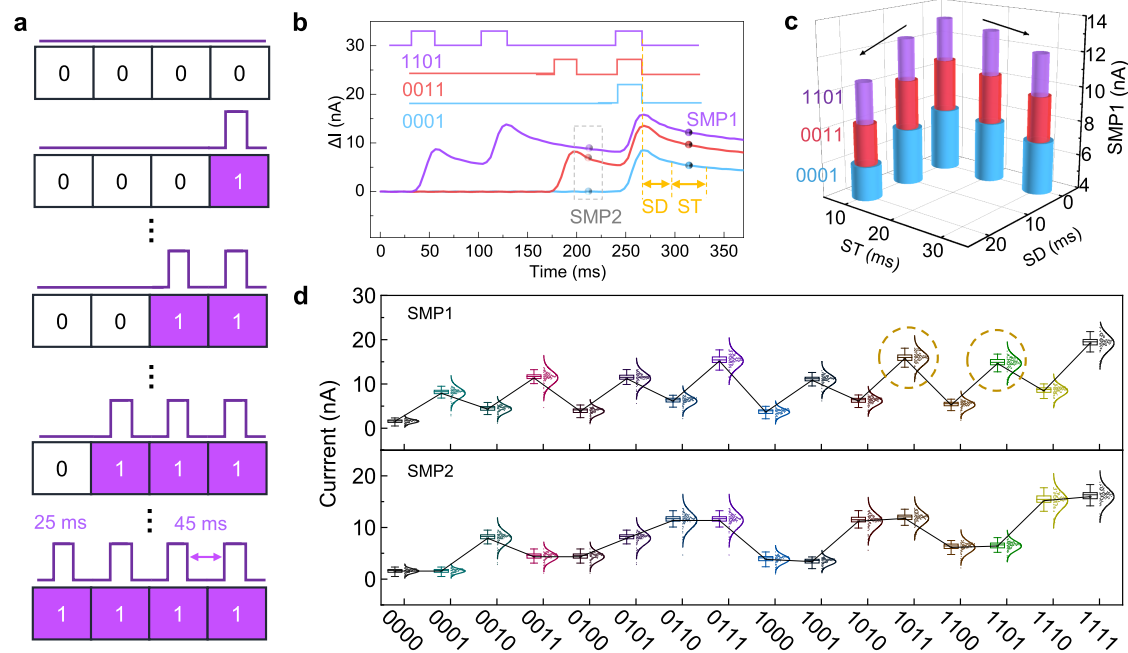 a
0 0 0 0
0 0 0 1
0 0 1 1
0 1 1 1
25 ms 45 ms
1 1 1 1
b
ΔI (nA)
30
20
10
0
1101
0011
0001
SMP1
SMP2
SD ST
0 50 100 150 200 250 300 350
Time (ms)
c
1101
0011
0001
14
12
10
8
6
4
SMP1 (nA)
10 20 30
ST (ms)
20 10 0
SD (ms)
d
Currrent (nA)
30
20
10
0
SMP1
20
10
0
SMP2
0000 0001 0010 0011 0100 0101 0110 0111 1000 1001 1010 1011 1100 1101 1110 1111